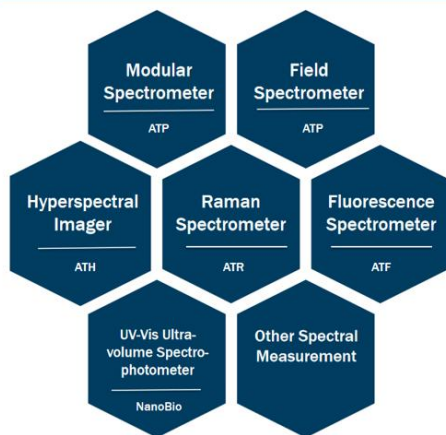 Modular
Spectrometer
ATP
Field
Spectrometer
ATP
Hyperspectral
Imager
ATH
Raman
Spectrometer
ATR
Fluorescence
Spectrometer
ATF
UV-Vis Ultra-
volume Spectro-
photometer
NanoBio
Other Spectral
Measurement